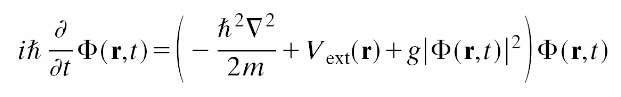 iħ ∂/∂t Φ(r,t) = ( − ħ²∇²/2m + V_ext(r) + g|Φ(r,t)|² ) Φ(r,t)